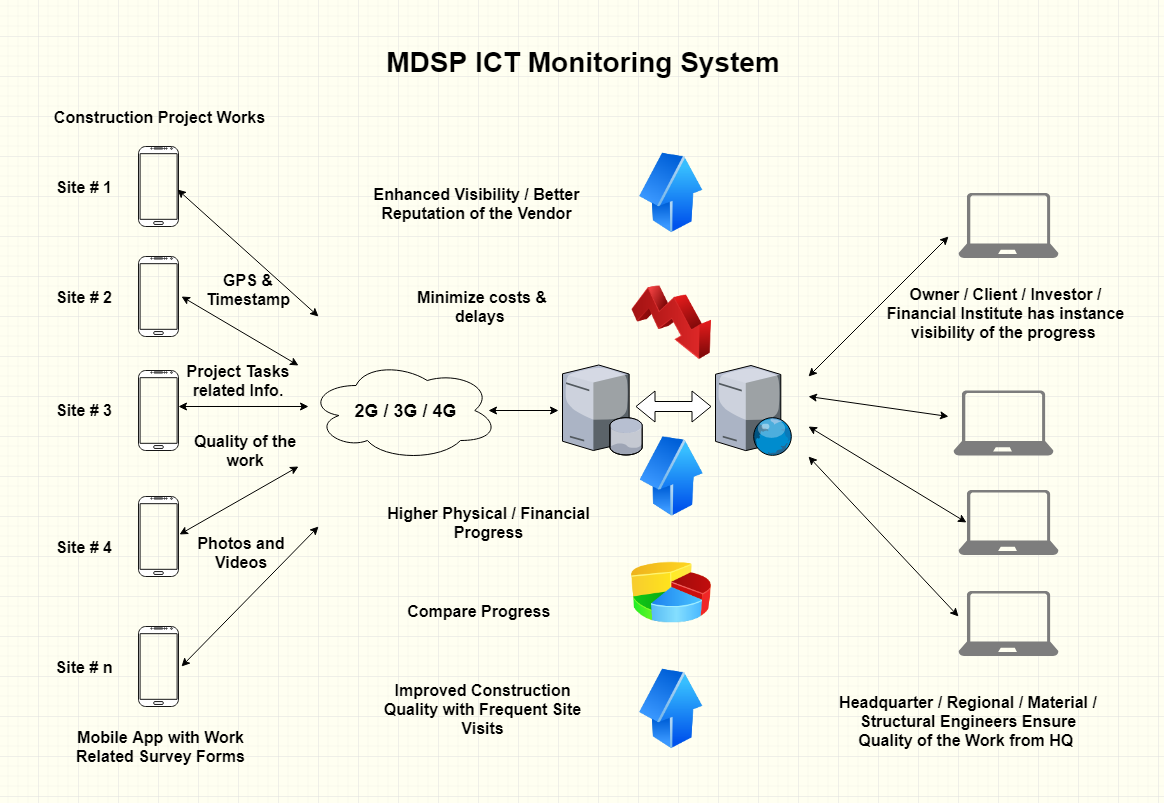 MDSP ICT Monitoring System
Construction Project Works
Site # 1
Site # 2
Site # 3
Site # 4
Site # n
Mobile App with Work
Related Survey Forms
GPS &
Timestamp
Project Tasks
related Info.
Quality of the
work
Photos and
Videos
2G / 3G / 4G
Enhanced Visibility / Better
Reputation of the Vendor
Minimize costs &
delays
Higher Physical / Financial
Progress
Compare Progress
Improved Construction
Quality with Frequent Site
Visits
Owner / Client / Investor /
Financial Institute has instance
visibility of the progress
Headquarter / Regional / Material /
Structural Engineers Ensure
Quality of the Work from HQ